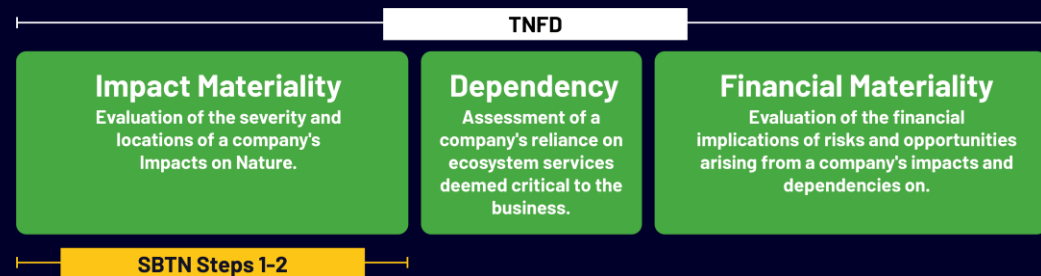 TNFD
Impact Materiality
Evaluation of the severity and
locations of a company's
Impacts on Nature.
Dependency
Assessment of a
company's reliance on
ecosystem services
deemed critical to the
business.
Financial Materiality
Evaluation of the financial
implications of risks and opportunities
arising from a company's impacts and
dependencies on.
SBTN Steps 1-2